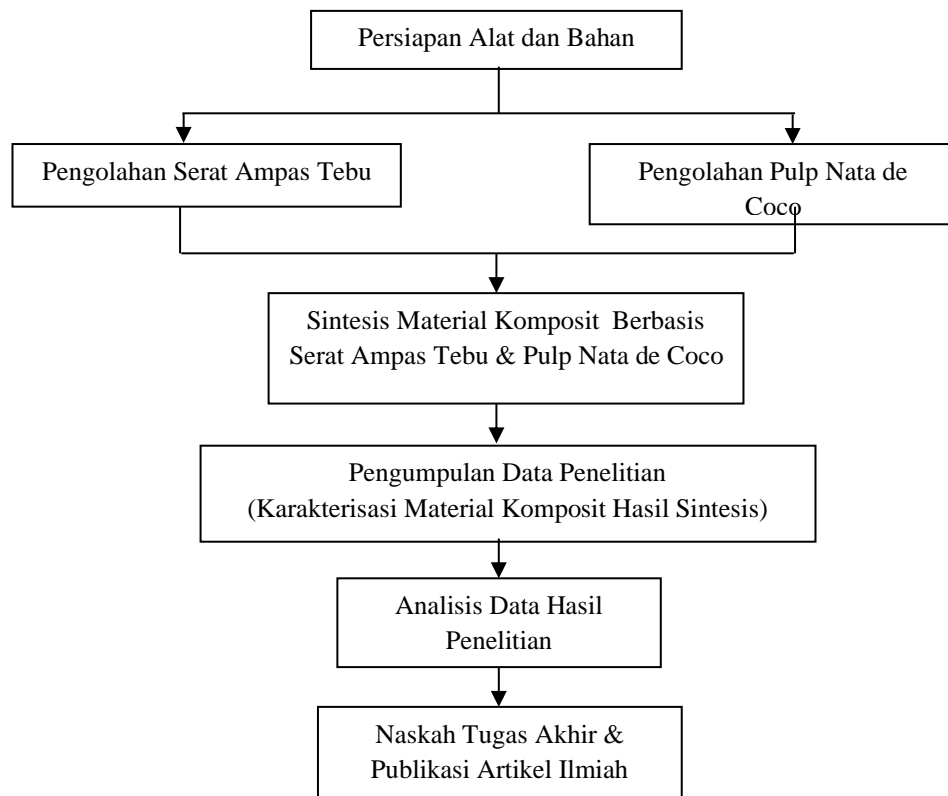 Persiapan Alat dan Bahan
Pengolahan Serat Ampas Tebu
Pengolahan Pulp Nata de
Coco
Sintesis Material Komposit  Berbasis
Serat Ampas Tebu & Pulp Nata de Coco
Pengumpulan Data Penelitian
(Karakterisasi Material Komposit Hasil Sintesis)
Analisis Data Hasil
Penelitian
Naskah Tugas Akhir &
Publikasi Artikel Ilmiah